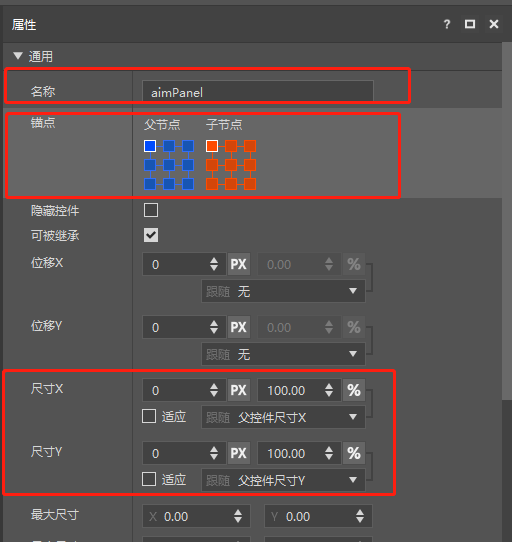 属性
?
通用
名称 aimPanel
锚点 父节点 子节点
隐藏控件
可被继承
位移X 0 PX 0.00 %
跟随 无
位移Y 0 PX 0.00 %
跟随 无
尺寸X 0 PX 100.00 %
适应 跟随 父控件尺寸X
尺寸Y 0 PX 100.00 %
适应 跟随 父控件尺寸Y
最大尺寸 X 0.00 Y 0.00